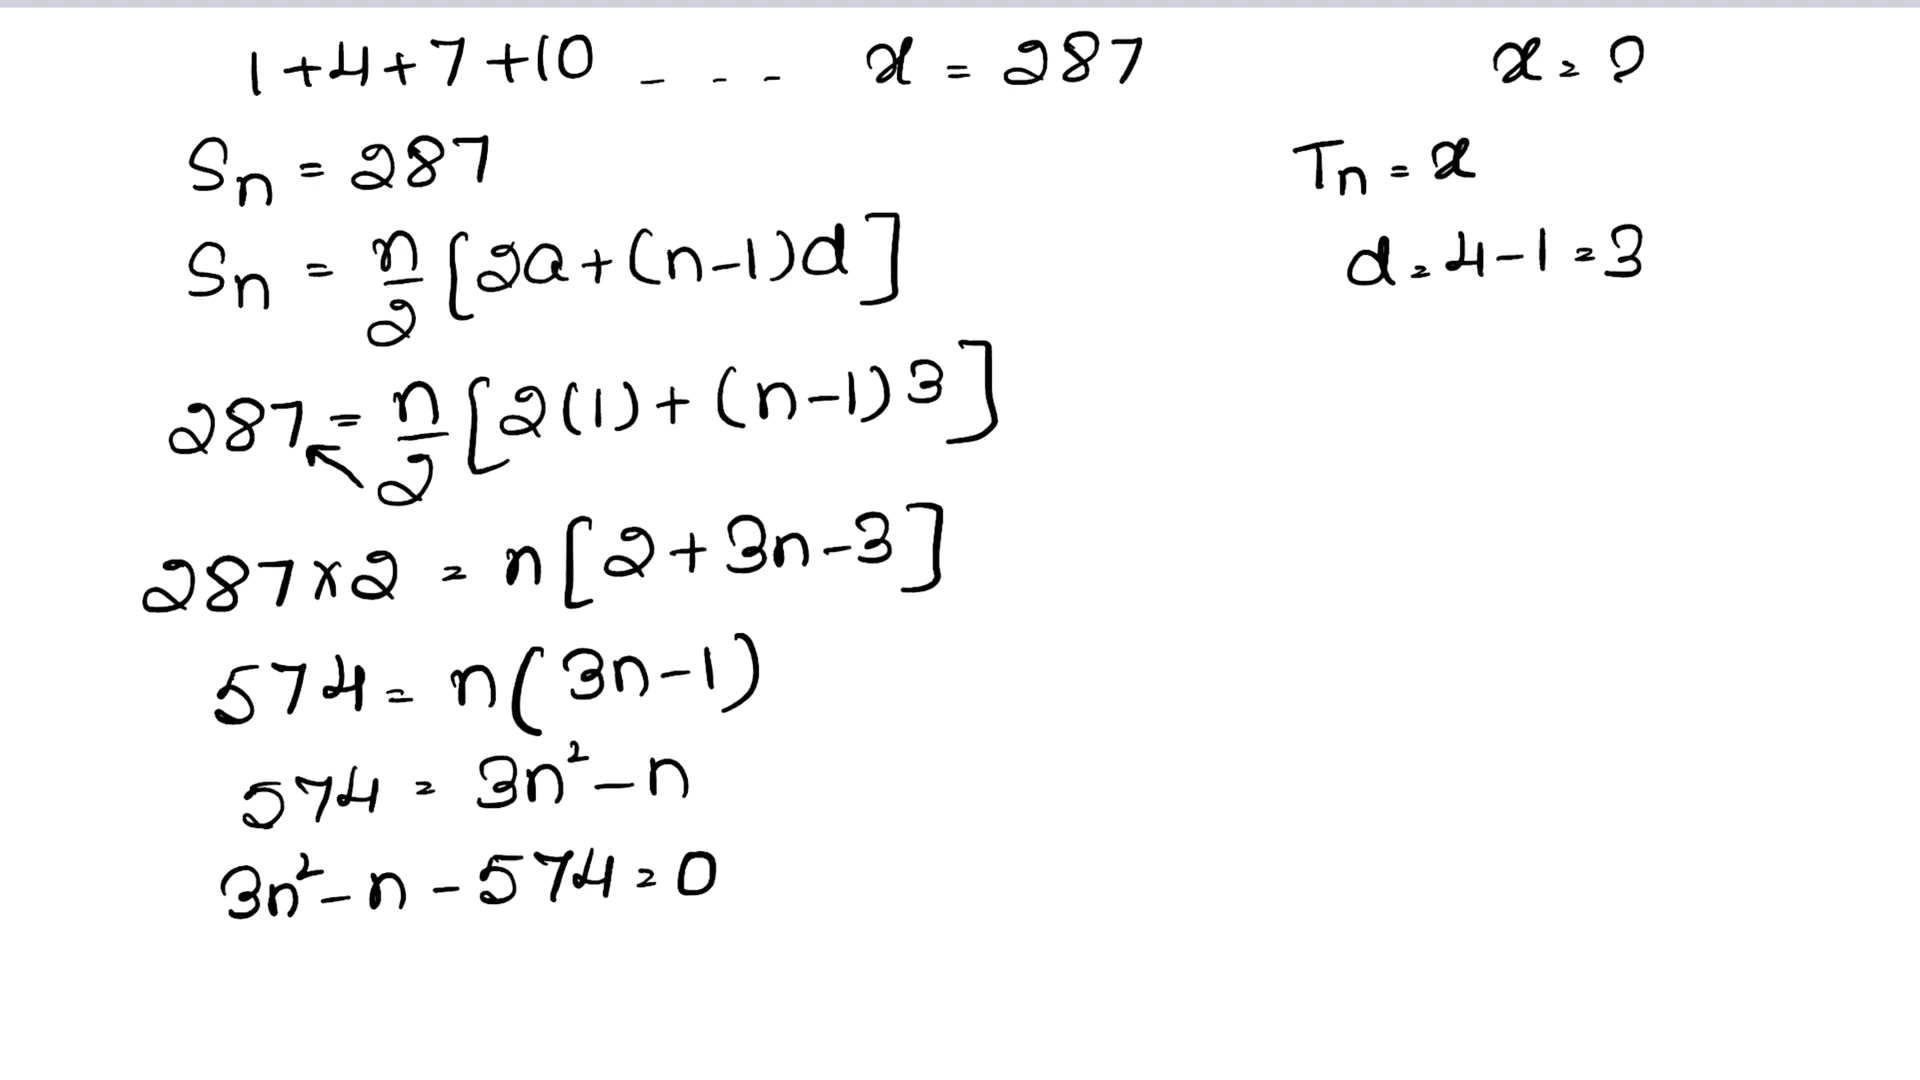 1 + 4 + 7 + 10 - - - x = 287 x = ?
Sn = 287 Tn = x
Sn = n/2 [2a + (n-1)d] d = 4 - 1 = 3
287 = n/2 [2(1) + (n-1)3]
287 × 2 = n[2 + 3n - 3]
574 = n(3n-1)
574 = 3n² - n
3n² - n - 574 = 0